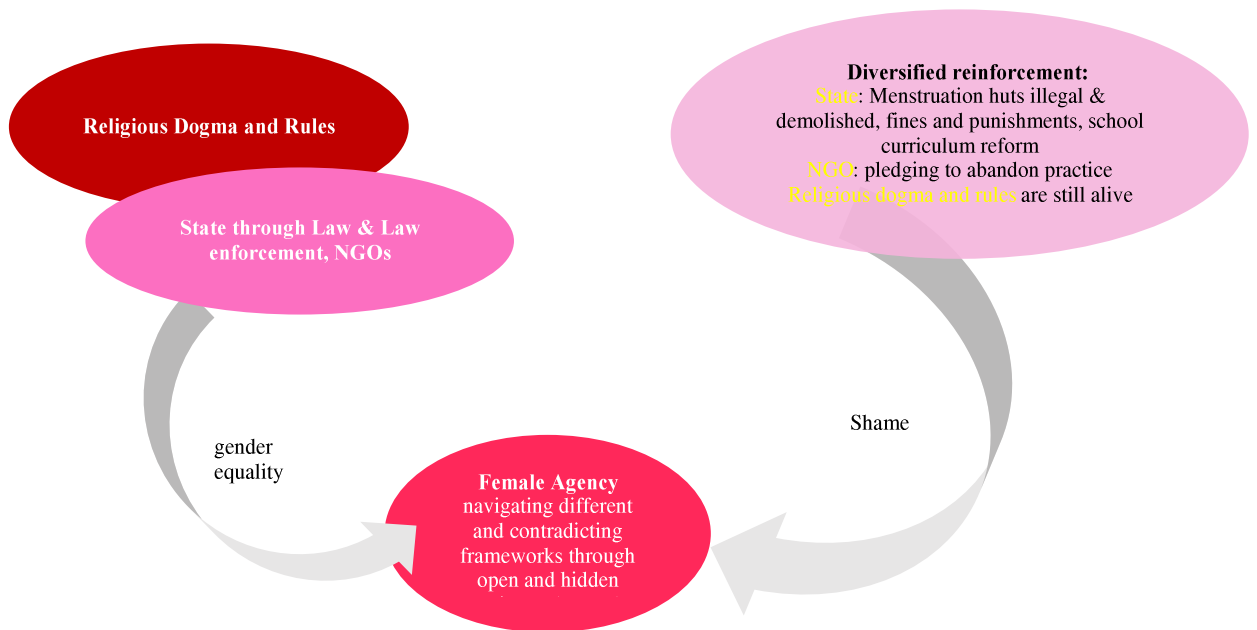 Religious Dogma and Rules
State through Law & Law
enforcement, NGOs
Diversified reinforcement:
State: Menstruation huts illegal &
demolished, fines and punishments, school
curriculum reform
NGO: pledging to abandon practice
Religious dogma and rules are still alive
gender
equality
Shame
Female Agency
navigating different
and contradicting
frameworks through
open and hidden